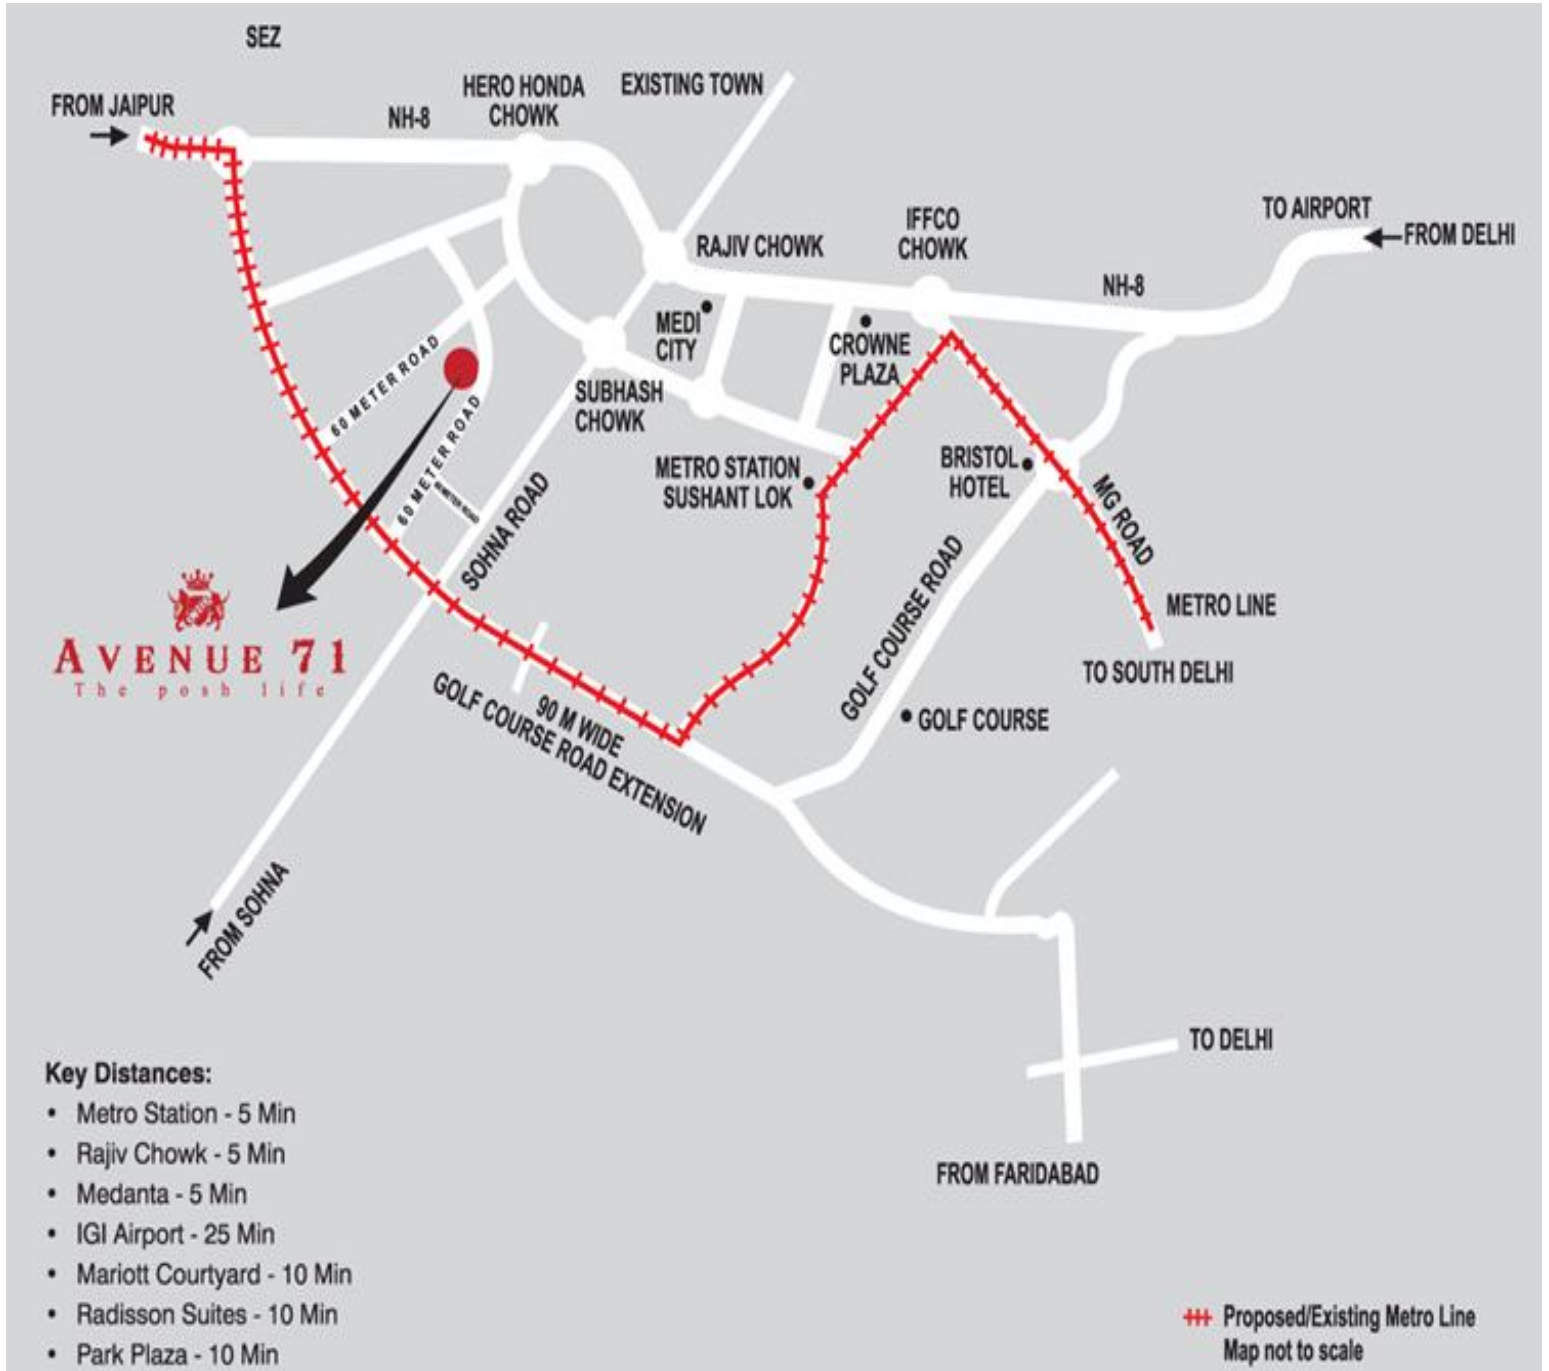 SEZ
FROM JAIPUR
NH-8
HERO HONDA
CHOWK
EXISTING TOWN
RAJIV CHOWK
IFFCO
CHOWK
TO AIRPORT
FROM DELHI
NH-8
MEDI
CITY
CROWNE
PLAZA
60 METER ROAD
SUBHASH
CHOWK
60 METER ROAD
METRO STATION
SUSHANT LOK
BRISTOL
HOTEL
MG ROAD
SOHNA ROAD
GOLF COURSE ROAD
METRO LINE
TO SOUTH DELHI
AVENUE 71
The posh life
90 M WIDE
GOLF COURSE ROAD EXTENSION
GOLF COURSE
FROM SOHNA
TO DELHI
FROM FARIDABAD
Key Distances:
• Metro Station - 5 Min
• Rajiv Chowk - 5 Min
• Medanta - 5 Min
• IGI Airport - 25 Min
• Mariott Courtyard - 10 Min
• Radisson Suites - 10 Min
• Park Plaza - 10 Min
Proposed/Existing Metro Line
Map not to scale